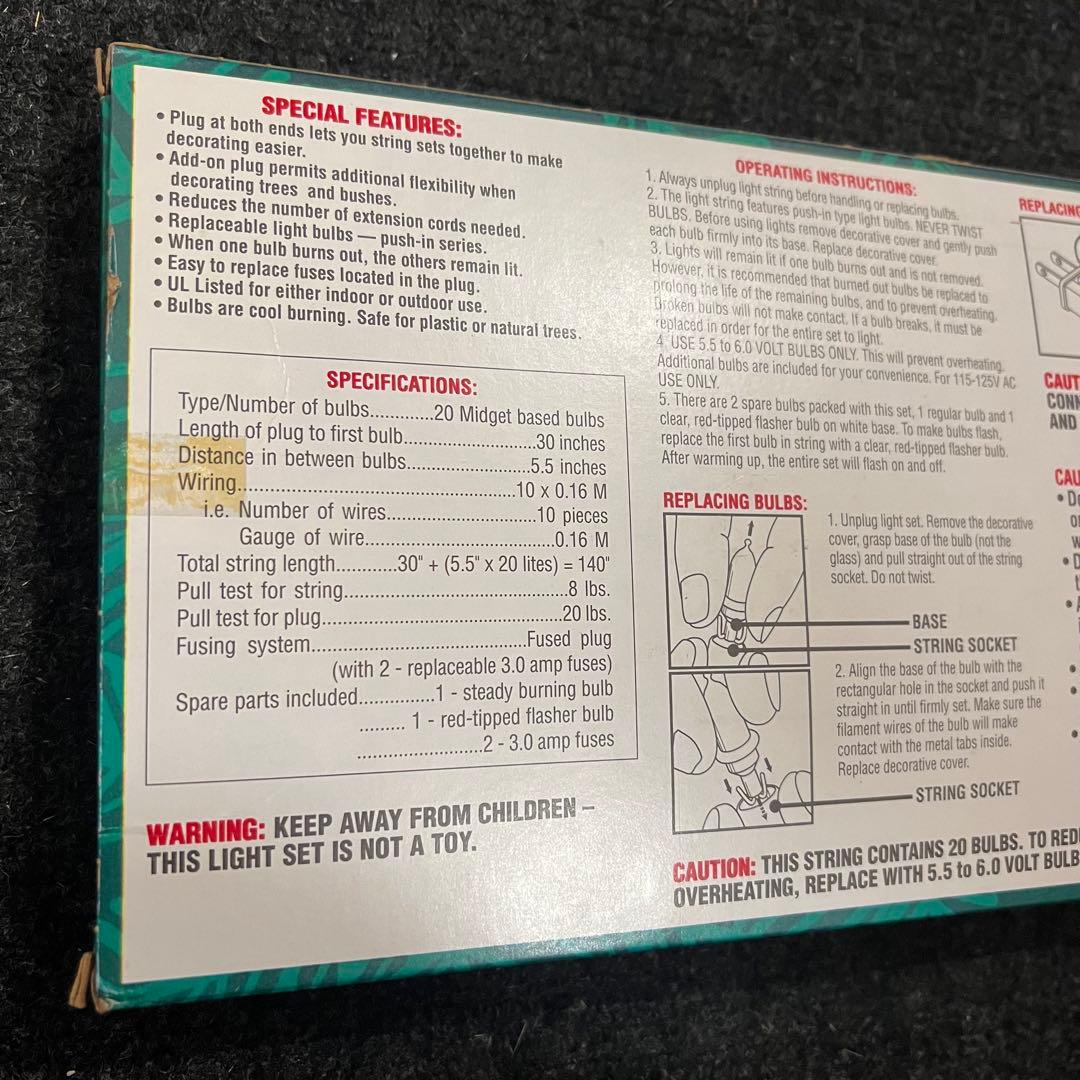 SPECIAL FEATURES:
• Plug at both ends lets you string sets together to make
decorating easier.
• Add-on plug permits additional flexibility when
decorating trees and bushes.
• Reduces the number of extension cords needed.
• Replaceable light bulbs — push-in series.
• When one bulb burns out, the others remain lit.
• Easy to replace fuses located in the plug.
• UL Listed for either indoor or outdoor use.
• Bulbs are cool burning. Safe for plastic or natural trees.
SPECIFICATIONS:
Type/Number of bulbs............20 Midget based bulbs
Length of plug to first bulb.......................30 inches
Distance in between bulbs.....................5.5 inches
Wiring..............................................10 x 0.16 M
i.e. Number of wires..........................10 pieces
Gauge of wire................................0.16 M
Total string length...........30" + (5.5" x 20 lites) = 140"
Pull test for string......................................8 lbs.
Pull test for plug.........................................20 lbs.
Fusing system.....................................Fused plug
(with 2 - replaceable 3.0 amp fuses)
Spare parts included.............1 - steady burning bulb
........ 1 - red-tipped flasher bulb
.....................2 - 3.0 amp fuses
WARNING: KEEP AWAY FROM CHILDREN –
THIS LIGHT SET IS NOT A TOY.
OPERATING INSTRUCTIONS:
1. Always unplug light string before handling or replacing bulbs.
2. The light string features push-in type light bulbs. NEVER TWIST
BULBS. Before using lights remove decorative cover and gently push
each bulb firmly into its base. Replace decorative cover.
3. Lights will remain lit if one bulb burns out and is not removed.
However, it is recommended that burned out bulbs be replaced to
prolong the life of the remaining bulbs, and to prevent overheating.
Broken bulbs will not make contact. If a bulb breaks, it must be
replaced in order for the entire set to light.
4. USE 5.5 to 6.0 VOLT BULBS ONLY. This will prevent overheating.
Additional bulbs are included for your convenience. For 115-125V AC
USE ONLY.
5. There are 2 spare bulbs packed with this set, 1 regular bulb and 1
clear, red-tipped flasher bulb on white base. To make bulbs flash,
replace the first bulb in string with a clear, red-tipped flasher bulb.
After warming up, the entire set will flash on and off.
REPLACING BULBS:
1. Unplug light set. Remove the decorative
cover, grasp base of the bulb (not the
glass) and pull straight out of the string
socket. Do not twist.
BASE
STRING SOCKET
2. Align the base of the bulb with the
rectangular hole in the socket and push it
straight in until firmly set. Make sure the
filament wires of the bulb will make
contact with the metal tabs inside.
Replace decorative cover.
STRING SOCKET
CAUTION: THIS STRING CONTAINS 20 BULBS. TO RED
OVERHEATING, REPLACE WITH 5.5 to 6.0 VOLT BULB
REPLACING
CAUT
CONN
AND
CAU